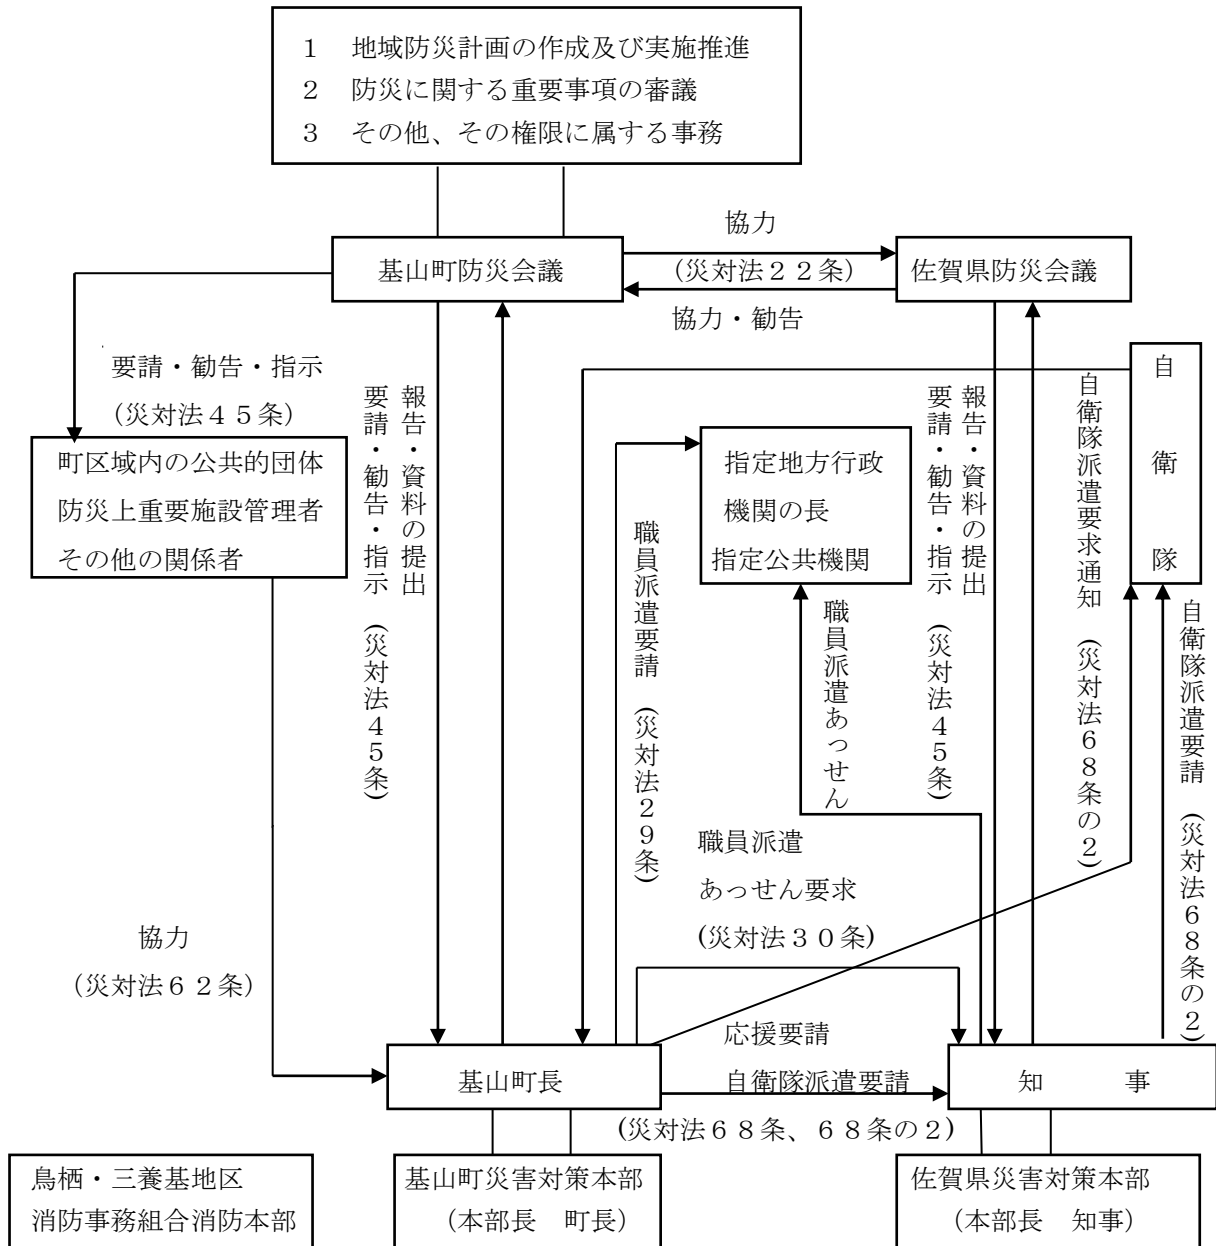 １　地域防災計画の作成及び実施推進
２　防災に関する重要事項の審議
３　その他、その権限に属する事務
協力
基山町防災会議
(災対法２２条)
佐賀県防災会議
協力・勧告
要請・勧告・指示
(災対法４５条)
町区域内の公共的団体
防災上重要施設管理者
その他の関係者
報告・資料の提出
要請・勧告・指示　(災対法４５条)
職員派遣要請　(災対法２９条)
指定地方行政
機関の長
指定公共機関
職員派遣あっせん
報告・資料の提出
要請・勧告・指示　(災対法４５条)
自衛隊派遣要求通知　(災対法６８条の２)
自衛隊
自衛隊派遣要請　(災対法６８条の２)
職員派遣
あっせん要求
(災対法３０条)
協力
(災対法６２条)
応援要請
基山町長
自衛隊派遣要請
知　　　事
(災対法６８条、６８条の２)
鳥栖・三養基地区
消防事務組合消防本部
基山町災害対策本部
(本部長　町長)
佐賀県災害対策本部
(本部長　知事)